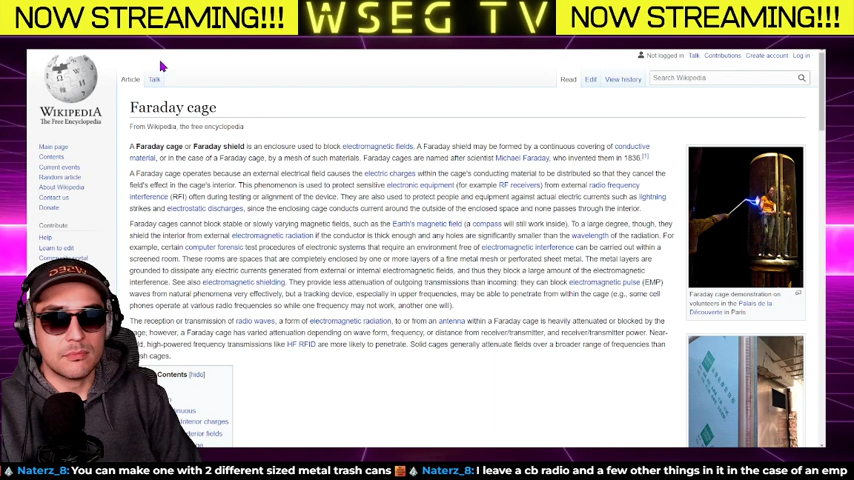 NOW STREAMING!!! WSEG TV NOW STREAMING!!!
Not logged in Talk Contributions Create account Log in
Article Talk Read Edit View history Search Wikipedia
WIKIPEDIA
The Free Encyclopedia
Main page
Contents
Current events
Random article
About Wikipedia
Contact us
Donate
Contribute
Help
Learn to edit
Faraday cage
From Wikipedia, the free encyclopedia
A Faraday cage or Faraday shield is an enclosure used to block electromagnetic fields. A Faraday shield may be formed by a continuous covering of conductive
material, or in the case of a Faraday cage, by a mesh of such materials. Faraday cages are named after scientist Michael Faraday, who invented them in 1836.[1]
A Faraday cage operates because an external electrical field causes the electric charges within the cage's conducting material to be distributed so that they cancel the
field's effect in the cage's interior. This phenomenon is used to protect sensitive electronic equipment (for example RF receivers) from external radio frequency
interference (RFI) often during testing or alignment of the device. They are also used to protect people and equipment against actual electric currents such as lightning
strikes and electrostatic discharges, since the enclosing cage conducts current around the outside of the enclosed space and none passes through the interior.
Faraday cages cannot block stable or slowly varying magnetic fields, such as the Earth's magnetic field (a compass will still work inside). To a large degree, though, they
shield the interior from external electromagnetic radiation if the conductor is thick enough and any holes are significantly smaller than the wavelength of the radiation. For
example, certain computer forensic test procedures of electronic systems that require an environment free of electromagnetic interference can be carried out within a
screened room. These rooms are spaces that are completely enclosed by one or more layers of a fine metal mesh or perforated sheet metal. The metal layers are
grounded to dissipate any electric currents generated from external or internal electromagnetic fields, and thus they block a large amount of the electromagnetic
interference. See also electromagnetic shielding. They provide less attenuation of outgoing transmissions than incoming: they can block electromagnetic pulse (EMP)
waves from natural phenomena very effectively, but a tracking device, especially in upper frequencies, may be able to penetrate from within the cage (e.g., some cell
phones operate at various radio frequencies so while one frequency may not work, another one will).
The reception or transmission of radio waves, a form of electromagnetic radiation, to or from an antenna within a Faraday cage is heavily attenuated or blocked by the
cage; however, a Faraday cage has varied attenuation depending on wave form, frequency, or distance from receiver/transmitter, and receiver/transmitter power. Near-
high-powered frequency transmissions like HF RFID are more likely to penetrate. Solid cages generally attenuate fields over a broader range of frequencies than
cages.
Contents [hide]
Faraday cage demonstration on
volunteers in the Palais de la
Découverte in Paris
Naterz_8: You can make one with 2 different sized metal trash cans Naterz_8: I leave a cb radio and a few other things in it in the case of an emp